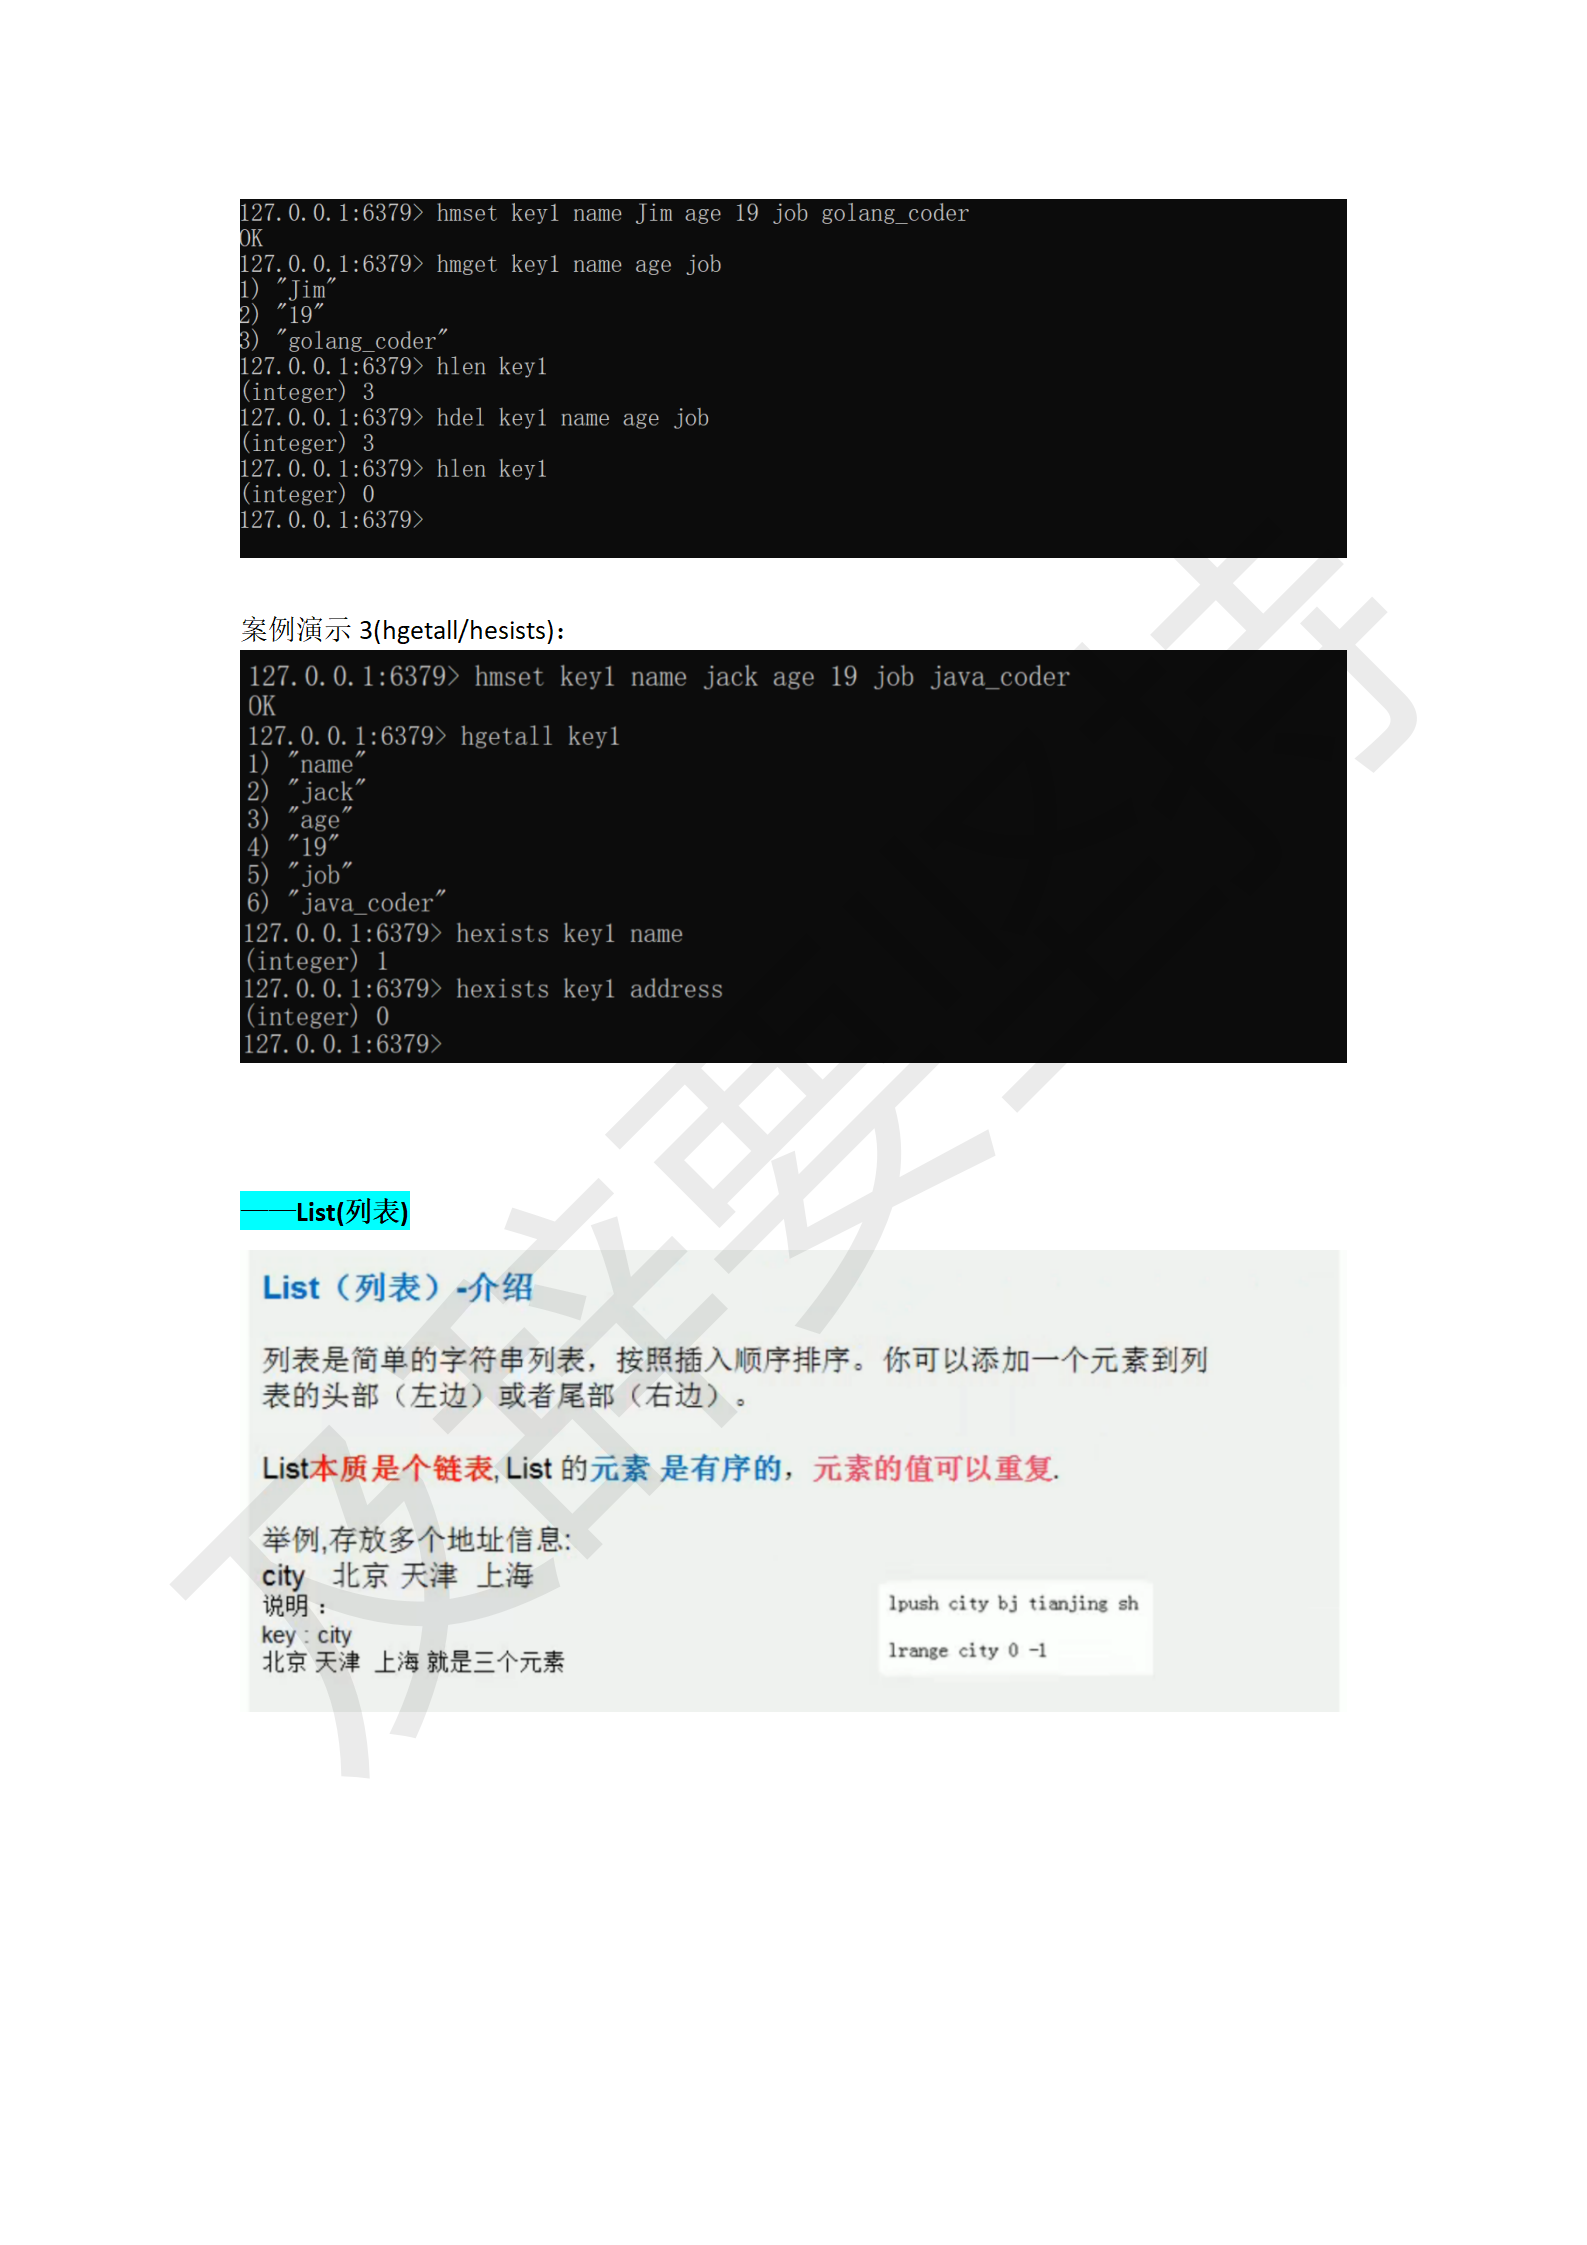 127.0.0.1:6379> hmset key1 name Jim age 19 job golang_coder
OK
127.0.0.1:6379> hmget key1 name age job
1) "Jim"
2) "19"
3) "golang_coder"
127.0.0.1:6379> hlen key1
(integer) 3
127.0.0.1:6379> hdel key1 name age job
(integer) 3
127.0.0.1:6379> hlen key1
(integer) 0
127.0.0.1:6379>
案例演示 3(hgetall/hesists)：
127.0.0.1:6379> hmset key1 name jack age 19 job java_coder
OK
127.0.0.1:6379> hgetall key1
1) "name"
2) "jack"
3) "age"
4) "19"
5) "job"
6) "java_coder"
127.0.0.1:6379> hexists key1 name
(integer) 1
127.0.0.1:6379> hexists key1 address
(integer) 0
127.0.0.1:6379>
——List(列表)
List（列表）-介绍
列表是简单的字符串列表，按照插入顺序排序。你可以添加一个元素到列
表的头部（左边）或者尾部（右边）。
List本质是个链表, List 的元素 是有序的，元素的值可以重复.
举例,存放多个地址信息:
city 北京 天津 上海
说明：
key : city
北京 天津 上海 就是三个元素
lpush city bj tianjing sh
lrange city 0 -1